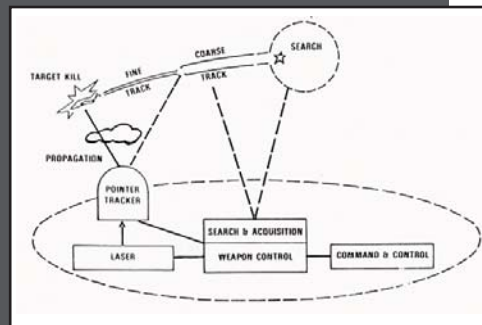 SEARCH
COARSE
TRACK
FINE
TRACK
TARGET KILL
PROPAGATION
POINTER
TRACKER
SEARCH & ACQUISITION
LASER
WEAPON CONTROL
COMMAND & CONTROL